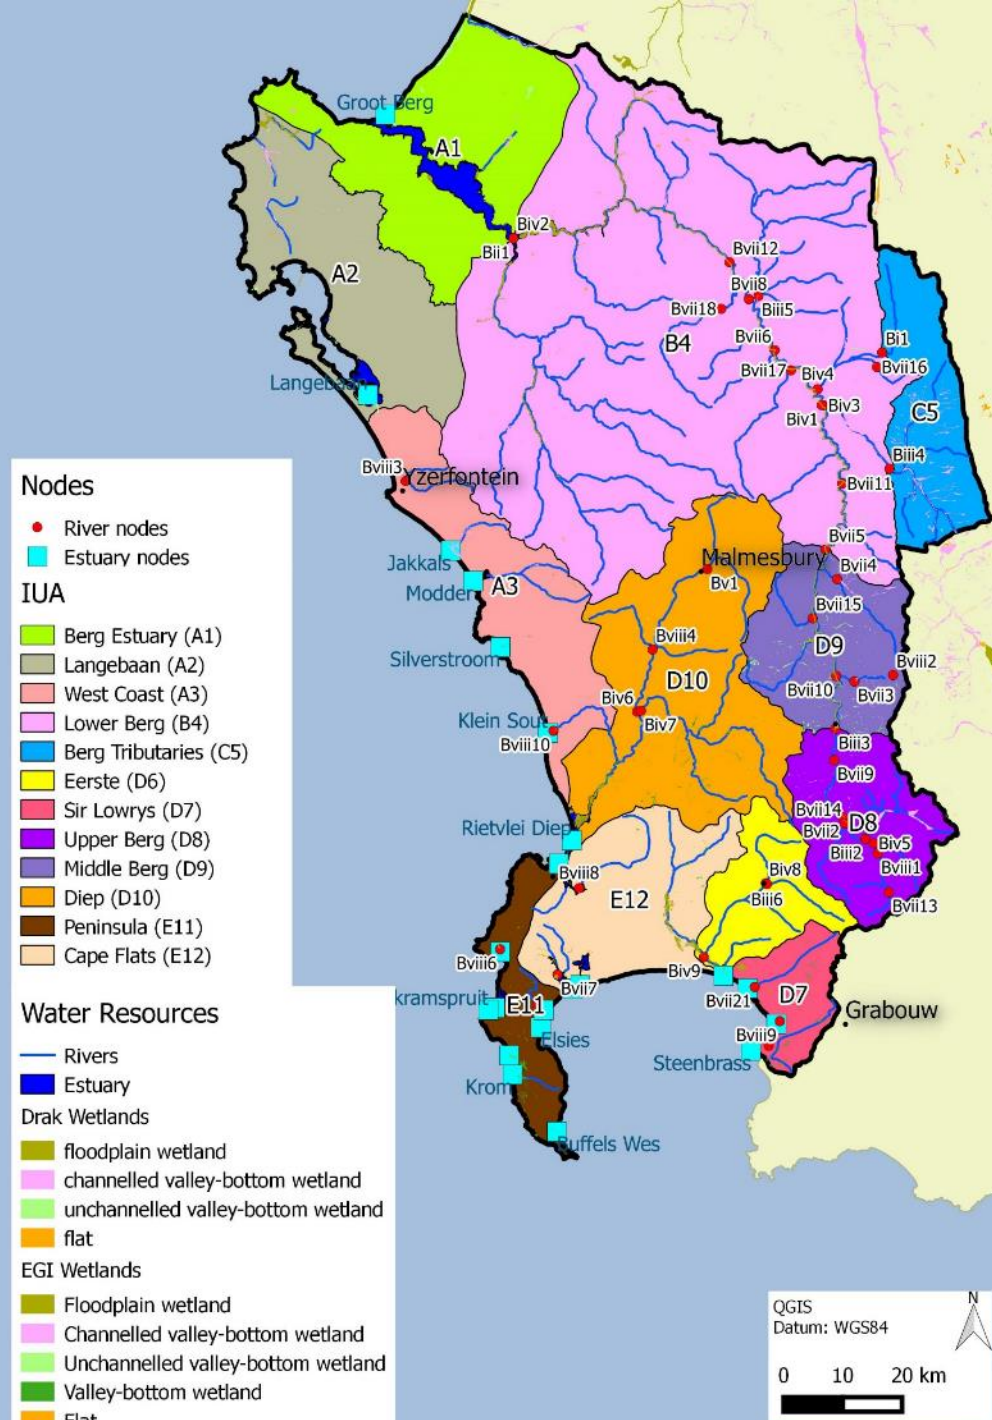 Groot Berg
A1
Biv2
Bii1
A2
Bvii12
Bvii8
Bvii18
Biii5
B4
Bvii6
Bi1
Bvii17
Biv4
Bvii16
Langebaan
Biv3
Biv1
C5
Bviii3
Yzerfontein
Biii4
Bvii11
Nodes
River nodes
Estuary nodes
IUA
Berg Estuary (A1)
Langebaan (A2)
West Coast (A3)
Lower Berg (B4)
Berg Tributaries (C5)
Eerste (D6)
Sir Lowrys (D7)
Upper Berg (D8)
Middle Berg (D9)
Diep (D10)
Peninsula (E11)
Cape Flats (E12)
Bvii5
Jakkals
Malmesbury
Bvii4
Modder
A3
Bv1
Bvii15
Bviii4
D9
Silverstroom
Bviii2
D10
Bvii10
Bvii3
Biv6
Klein Sout
Biv7
Bviii10
Biii3
Bvii9
Bvii14
Rietvlei Diep
D8
Bvii2
Biv5
Biii2
Bviii1
Bviii8
Biv8
E12
Biii6
Bvii13
Bviii6
Biv9
Bvii7
kramspruit
E11
Bvii21
D7
Grabouw
Elsies
Bviii9
Steenbrass
Krom
Buffels Wes
Water Resources
Rivers
Estuary
Drak Wetlands
floodplain wetland
channelled valley-bottom wetland
unchannelled valley-bottom wetland
flat
EGI Wetlands
Floodplain wetland
Channelled valley-bottom wetland
Unchannelled valley-bottom wetland
Valley-bottom wetland
Flat
QGIS
Datum: WGS84
N
0 10 20 km